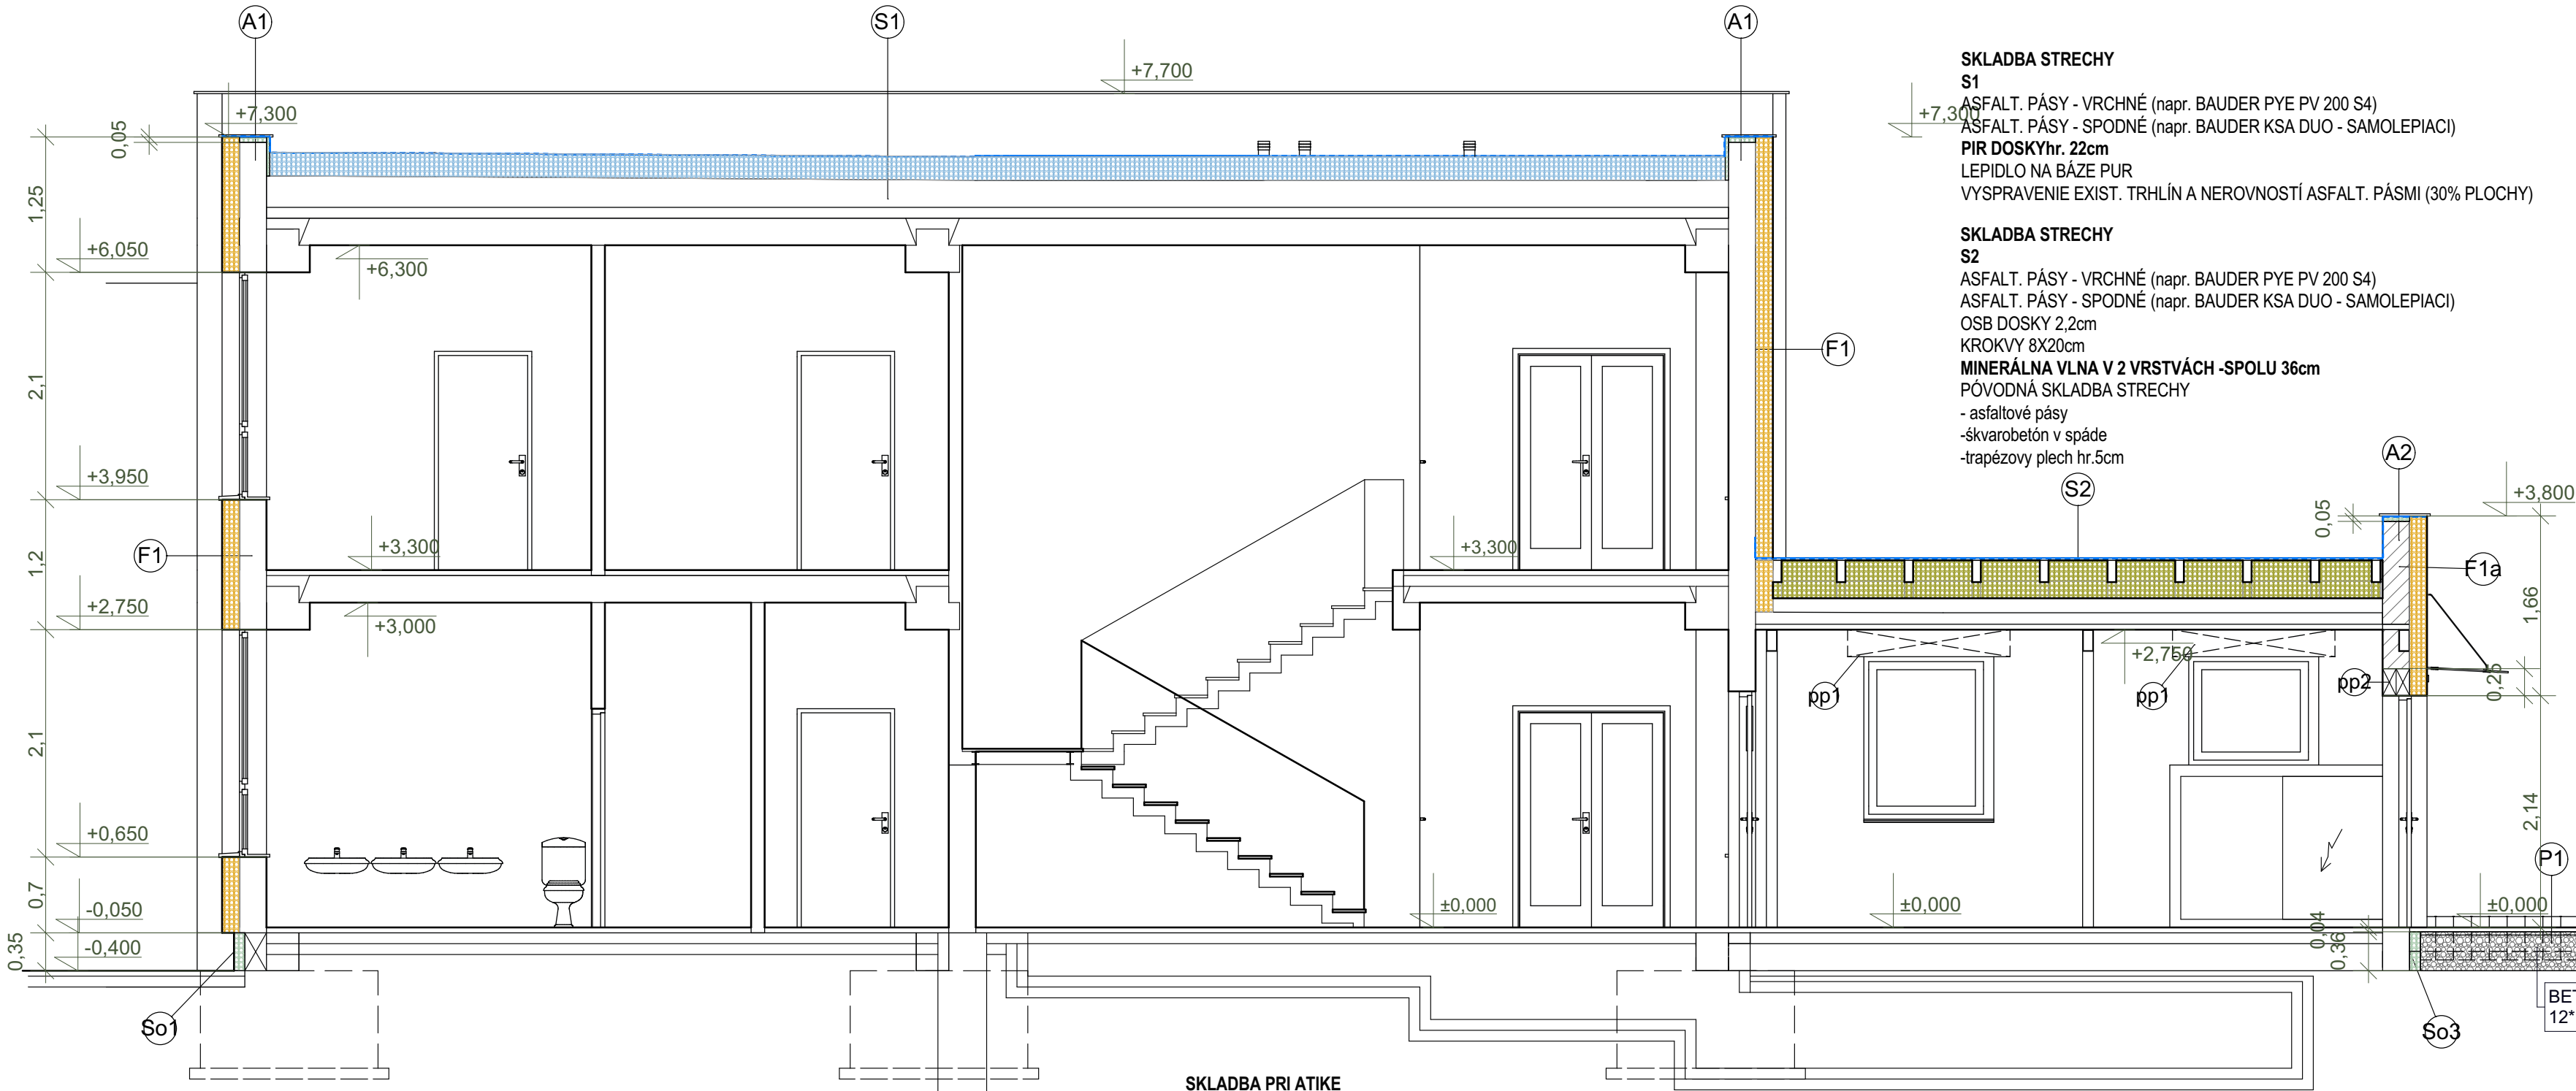 A1
S1
A1
+7,700
+7,300
+7,300
SKLADBA STRECHY
S1
ASFALT. PÁSY - VRCHNÉ (napr. BAUDER PYE PV 200 S4)
ASFALT. PÁSY - SPODNÉ (napr. BAUDER KSA DUO - SAMOLEPIACI)
PIR DOSKYhr. 22cm
LEPIDLO NA BÁZE PUR
VYSPRAVENIE EXIST. TRHLÍN A NEROVNOSTÍ ASFALT. PÁSMI (30% PLOCHY)
SKLADBA STRECHY
S2
ASFALT. PÁSY - VRCHNÉ (napr. BAUDER PYE PV 200 S4)
ASFALT. PÁSY - SPODNÉ (napr. BAUDER KSA DUO - SAMOLEPIACI)
OSB DOSKY 2,2cm
KROKVY 8X20cm
MINERÁLNA VLNA V 2 VRSTVÁCH -SPOLU 36cm
PÓVODNÁ SKLADBA STRECHY
- asfaltové pásy
-škvarobetón v spáde
-trapézovy plech hr.5cm
0,05
1,25
+6,050
+6,300
2,1
F1
+3,950
A2
S2
+3,800
0,05
F1
1,2
+3,300
+3,300
F1a
+2,750
+3,000
1,66
+2,750
pp1
pp1
pp2
0,25
2,1
2,14
+0,650
P1
0,7
-0,050
±0,000
±0,000
±0,000
0,35
-0,400
0,04
0,36
So1
So3
BET
12*
SKLADBA PRI ATIKE